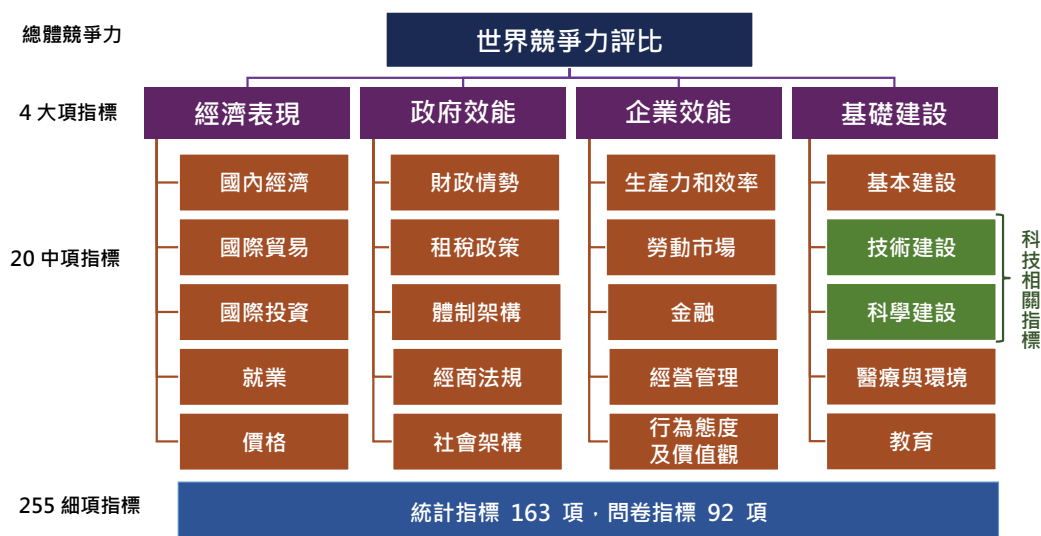 總體競爭力
世界競爭力評比
4 大項指標
經濟表現
政府效能
企業效能
基礎建設
20 中項指標
國內經濟
國際貿易
國際投資
就業
價格
財政情勢
租稅政策
體制架構
經商法規
社會架構
生產力和效率
勞動市場
金融
經營管理
行為態度
及價值觀
基本建設
技術建設
科學建設
醫療與環境
教育
科技相關指標
255 細項指標
統計指標 163 項．問卷指標 92 項